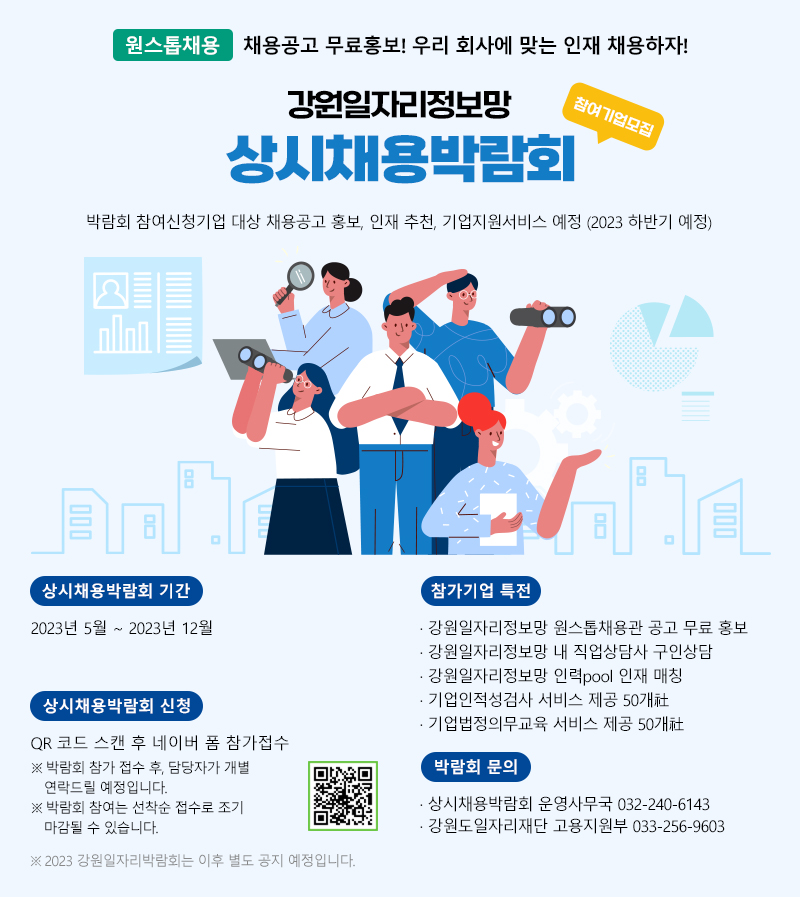 원스톱채용 채용공고 무료홍보! 우리 회사에 맞는 인재 채용하자!
강원일자리정보망
참여기업모집
상시채용박람회
박람회 참여신청기업 대상 채용공고 홍보, 인재 추천, 기업지원서비스 예정 (2023 하반기 예정)
상시채용박람회 기간
2023년 5월 ~ 2023년 12월
상시채용박람회 신청
QR 코드 스캔 후 네이버 폼 참가접수
※ 박람회 참가 접수 후, 담당자가 개별
연락드릴 예정입니다.
※ 박람회 참여는 선착순 접수로 조기
마감될 수 있습니다.
※ 2023 강원일자리박람회는 이후 별도 공지 예정입니다.
참가기업 특전
· 강원일자리정보망 원스톱채용관 공고 무료 홍보
· 강원일자리정보망 내 직업상담사 구인상담
· 강원일자리정보망 인력pool 인재 매칭
· 기업인적성검사 서비스 제공 50개社
· 기업법정의무교육 서비스 제공 50개社
박람회 문의
· 상시채용박람회 운영사무국 032-240-6143
· 강원도일자리재단 고용지원부 033-256-9603